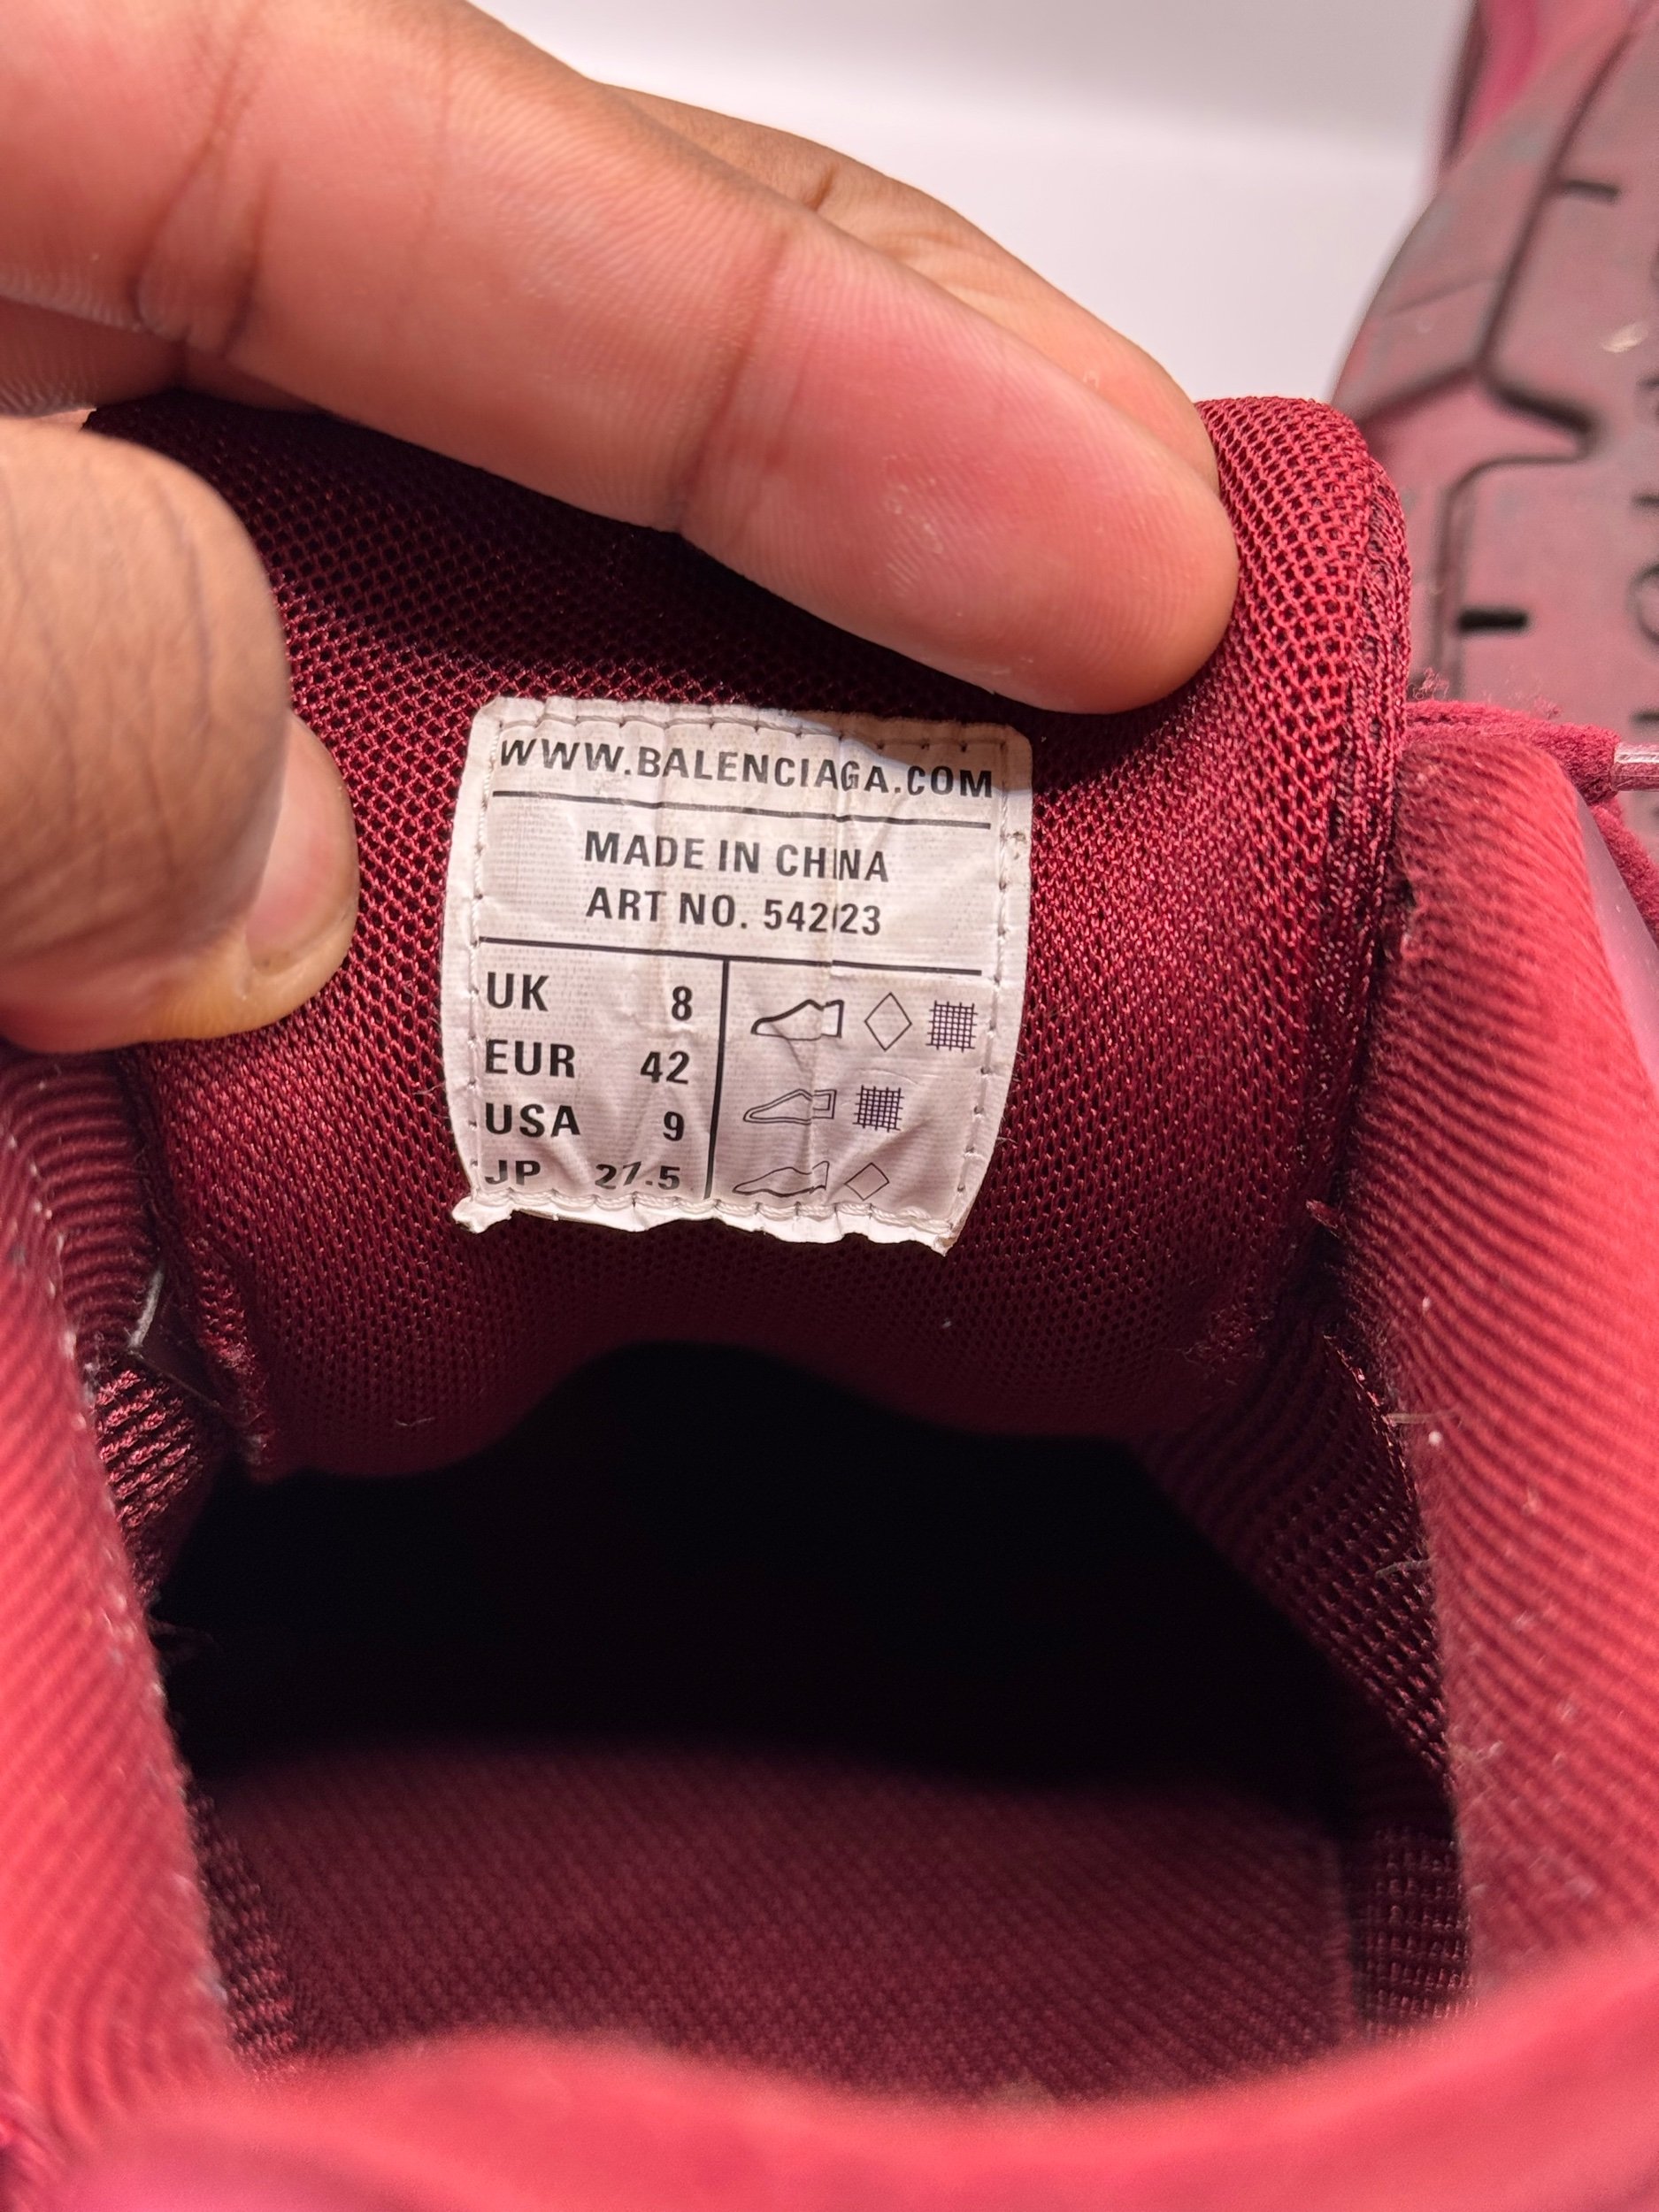 WWW.BALENCIAGA.COM
MADE IN CHINA
ART NO. 542023
UK 8
EUR 42
USA 9
JP 27.5